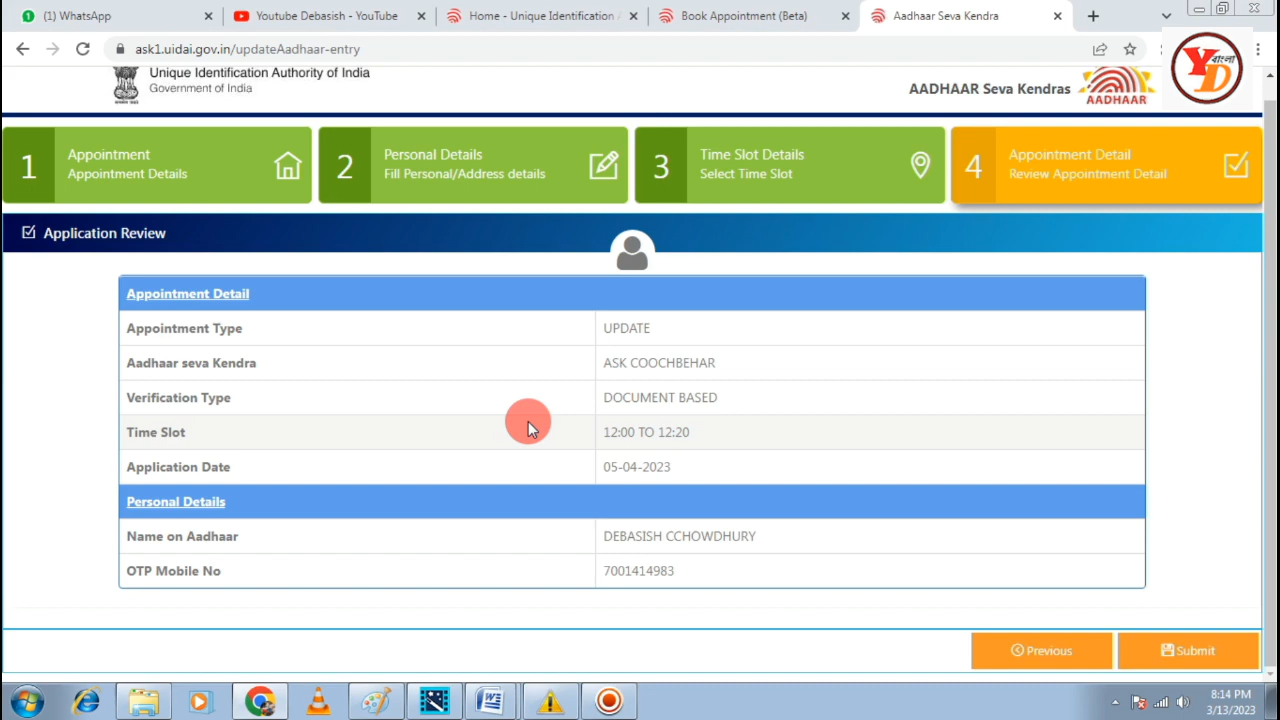 (1) WhatsApp
Youtube Debasish - YouTube
Home - Unique Identification A
Book Appointment (Beta)
Aadhaar Seva Kendra
ask1.uidai.gov.in/updateAadhaar-entry
Unique Identification Authority of India
Government of India
AADHAAR Seva Kendras
AADHAAR
Y বাংলা
D
1
Appointment
Appointment Details
2
Personal Details
Fill Personal/Address details
3
Time Slot Details
Select Time Slot
4
Appointment Detail
Review Appointment Detail
Application Review
Appointment Detail
Appointment Type UPDATE
Aadhaar seva Kendra ASK COOCHBEHAR
Verification Type DOCUMENT BASED
Time Slot 12:00 TO 12:20
Application Date 05-04-2023
Personal Details
Name on Aadhaar DEBASISH CCHOWDHURY
OTP Mobile No 7001414983
Previous
Submit
8:14 PM
3/13/2023